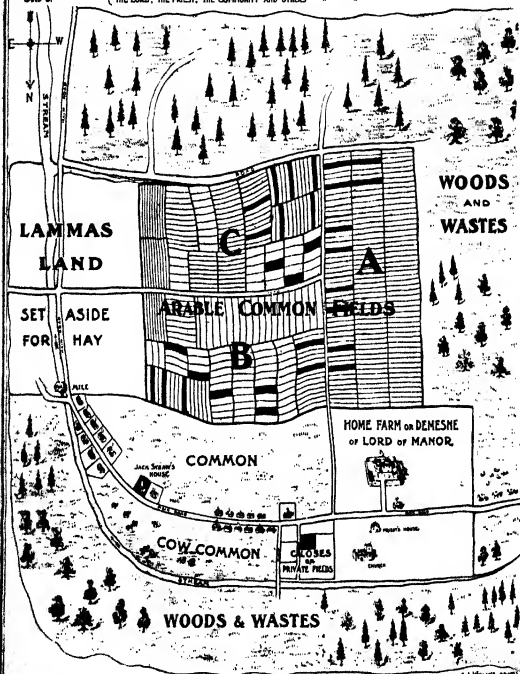 THE LORD, THE PRIEST, THE COMMUNITY AND OTHERS
E W
N
STREAM
WOODS
AND
WASTES
LAMMAS
LAND
C
A
ARABLE COMMON FIELDS
SET ASIDE
FOR HAY
B
MILL
HOME FARM OR DEMESNE
OF LORD OF MANOR
COMMON
JACK STRAW'S
HOUSE
PRIEST'S HOUSE
COW COMMON
CHURCH
CLOSES
OR
PRIVATE FIELDS
STREAM
WOODS & WASTES